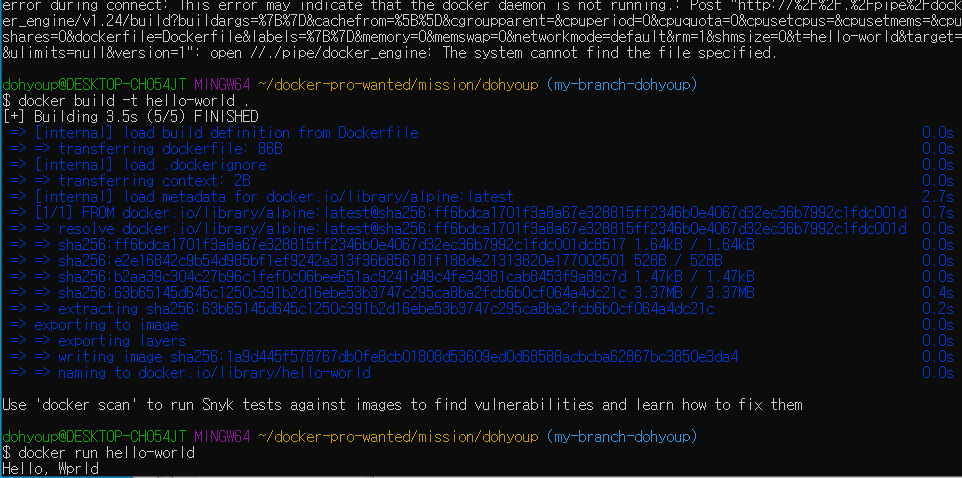 error during connect: This error may indicate that the docker daemon is not running.: Post "http://%2F%2F.%2Fpipe%2Fdock
er_engine/v1.24/build?buildargs=%7B%7D&cachefrom=%5B%5D&cgroupparent=&cpuperiod=0&cpuquota=0&cpusetcpus=&cpusetmems=&cpu
shares=0&dockerfile=Dockerfile&labels=%7B%7D&memory=0&memswap=0&networkmode=default&rm=1&shmsize=0&t=hello-world&target=
&ulimits=null&version=1": open //./pipe/docker_engine: The system cannot find the file specified.
dohyoup@DESKTOP-CHO54JT MINGW64 ~/docker-pro-wanted/mission/dohyoup (my-branch-dohyoup)
$ docker build -t hello-world .
[+] Building 3.5s (5/5) FINISHED
=> [internal] load build definition from Dockerfile 0.0s
=> => transferring dockerfile: 86B 0.0s
=> [internal] load .dockerignore 0.0s
=> => transferring context: 2B 0.0s
=> [internal] load metadata for docker.io/library/alpine:latest 2.7s
=> [1/1] FROM docker.io/library/alpine:latest@sha256:ff6bdca1701f3a8a67e328815ff2346b0e4067d32ec36b7992c1fdc001d 0.7s
=> => resolve docker.io/library/alpine:latest@sha256:ff6bdca1701f3a8a67e328815ff2346b0e4067d32ec36b7992c1fdc001d 0.0s
=> => sha256:ff6bdca1701f3a8a67e328815ff2346b0e4067d32ec36b7992c1fdc001dc8517 1.64kB / 1.64kB 0.0s
=> => sha256:e2e16842c9b54d985bf1ef9242a313f36b856181f188de21313820e177002501 528B / 528B 0.0s
=> => sha256:b2aa39c304c27b96c1fef0c06bee651ac9241d49c4fe34381cab8453f9a89c7d 1.47kB / 1.47kB 0.0s
=> => sha256:63b65145d645c1250c391b2d16ebe53b3747c295ca8ba2fcb6b0cf064a4dc21c 3.37MB / 3.37MB 0.4s
=> => extracting sha256:63b65145d645c1250c391b2d16ebe53b3747c295ca8ba2fcb6b0cf064a4dc21c 0.2s
=> exporting to image 0.0s
=> => exporting layers 0.0s
=> => writing image sha256:1a9d445f578767db0fe8cb01808d53609ed0d68588acbcba62867bc3850e3da4 0.0s
=> => naming to docker.io/library/hello-world 0.0s
Use 'docker scan' to run Snyk tests against images to find vulnerabilities and learn how to fix them
dohyoup@DESKTOP-CHO54JT MINGW64 ~/docker-pro-wanted/mission/dohyoup (my-branch-dohyoup)
$ docker run hello-world
Hello, Wprld